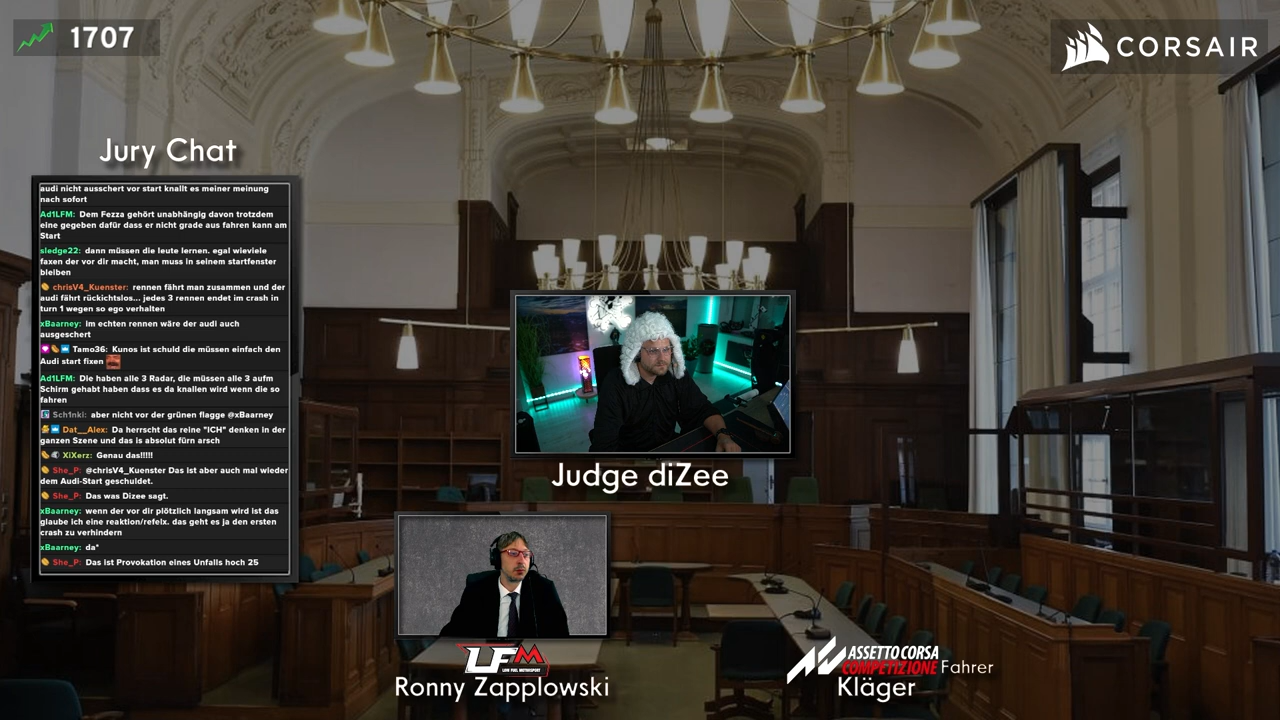 1707
CORSAIR
Jury Chat
audi nicht ausschert vor start knallt es meiner meinung
nach sofort
Ad1LFM: Dem Fezza gehört unabhängig davon trotzdem
eine gegeben dafür dass er nicht grade aus fahren kann am
Start
sledge22: dann müssen die leute lernen. egal wieviele
faxen der vor dir macht, man muss in seinem startfenster
bleiben
chrisV4_Kuenster: rennen fährt man zusammen und der
audi fährt rückichtslos... jedes 3 rennen endet im crash in
turn 1 wegen so ego verhalten
xBaarney: Im echten rennen wäre der audi auch
ausgeschert
Tamo36: Kunos ist schuld die müssen einfach den
Audi start fixen
Ad1LFM: Die haben alle 3 Radar, die müssen alle 3 aufm
Schirm gehabt haben dass es da knallen wird wenn die so
fahren
Sch1nki: aber nicht vor der grünen flagge @xBaarney
Dat__Alex: Da herrscht das reine "ICH" denken in der
ganzen Szene und das is absolut fürn arsch
XiXerz: Genau das!!!!!
She_P: @chrisV4_Kuenster Das ist aber auch mal wieder
dem Audi-Start geschuldet.
She_P: Das was Dizee sagt.
xBaarney: wenn der vor dir plötzlich langsam wird ist das
glaube ich eine reaktion/refelx. das geht es ja den ersten
crash zu verhindern
xBaarney: da*
She_P: Das ist Provokation eines Unfalls hoch 25
Judge diZee
LFM
LOW FUEL MOTORSPORT
Ronny Zapplowski
ASSETTO CORSA
COMPETIZIONE Fahrer
Kläger